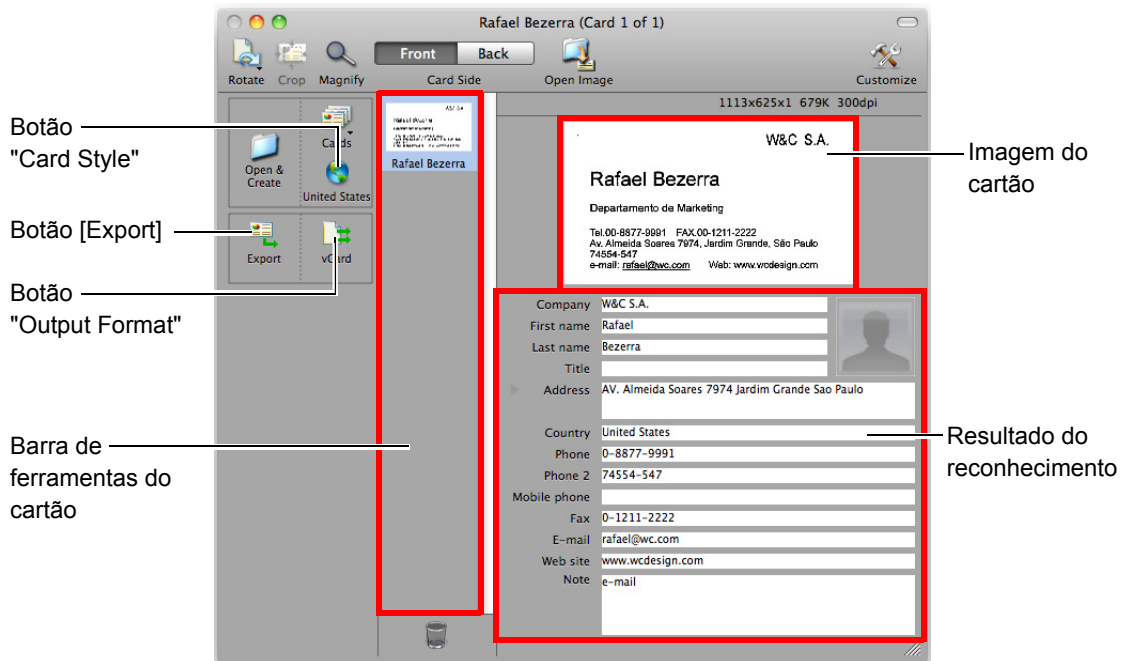 Rafael Bezerra (Card 1 of 1)
Rotate
Crop
Magnify
Front
Back
Card Side
Open Image
Customize
1113x625x1 679K 300dpi
Botão
"Card Style"
Botão [Export]
Botão
"Output Format"
Barra de
ferramentas do
cartão
Open &
Create
Cards
United States
Export
vCard
Rafael Bezerra
W&C S.A.
Rafael Bezerra
Departamento de Marketing
Tel.00-8877-9991 FAX.00-1211-2222
Av. Almeida Soares 7974, Jardim Grande, São Paulo
74554-547
e-mail: rafael@wc.com Web: www.wcdesign.com
Imagem do
cartão
Company W&C S.A.
First name Rafael
Last name Bezerra
Title
Address AV. Almeida Soares 7974 Jardim Grande Sao Paulo
Country United States
Phone 0-8877-9991
Phone 2 74554-547
Mobile phone
Fax 0-1211-2222
E-mail rafael@wc.com
Web site www.wcdesign.com
Note e-mail
Resultado do
reconhecimento